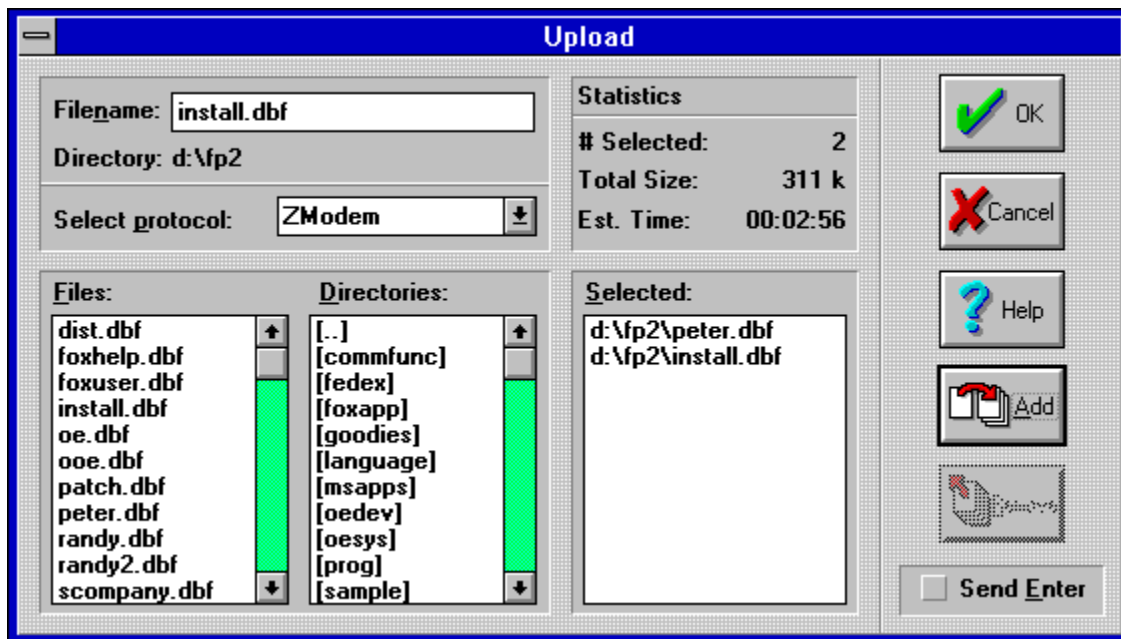 Upload
Filename: install.dbf
Directory: d:\fp2
Select protocol: ZModem
Statistics
# Selected: 2
Total Size: 311 k
Est. Time: 00:02:56
Files:
dist.dbf
foxhelp.dbf
foxuser.dbf
install.dbf
oe.dbf
ooe.dbf
patch.dbf
peter.dbf
randy.dbf
randy2.dbf
scompany.dbf
Directories:
[..]
[commfunc]
[fedex]
[foxapp]
[goodies]
[language]
[msapps]
[oedev]
[oesys]
[prog]
[sample]
Selected:
d:\fp2\peter.dbf
d:\fp2\install.dbf
OK
Cancel
Help
Add
Remove
Send Enter